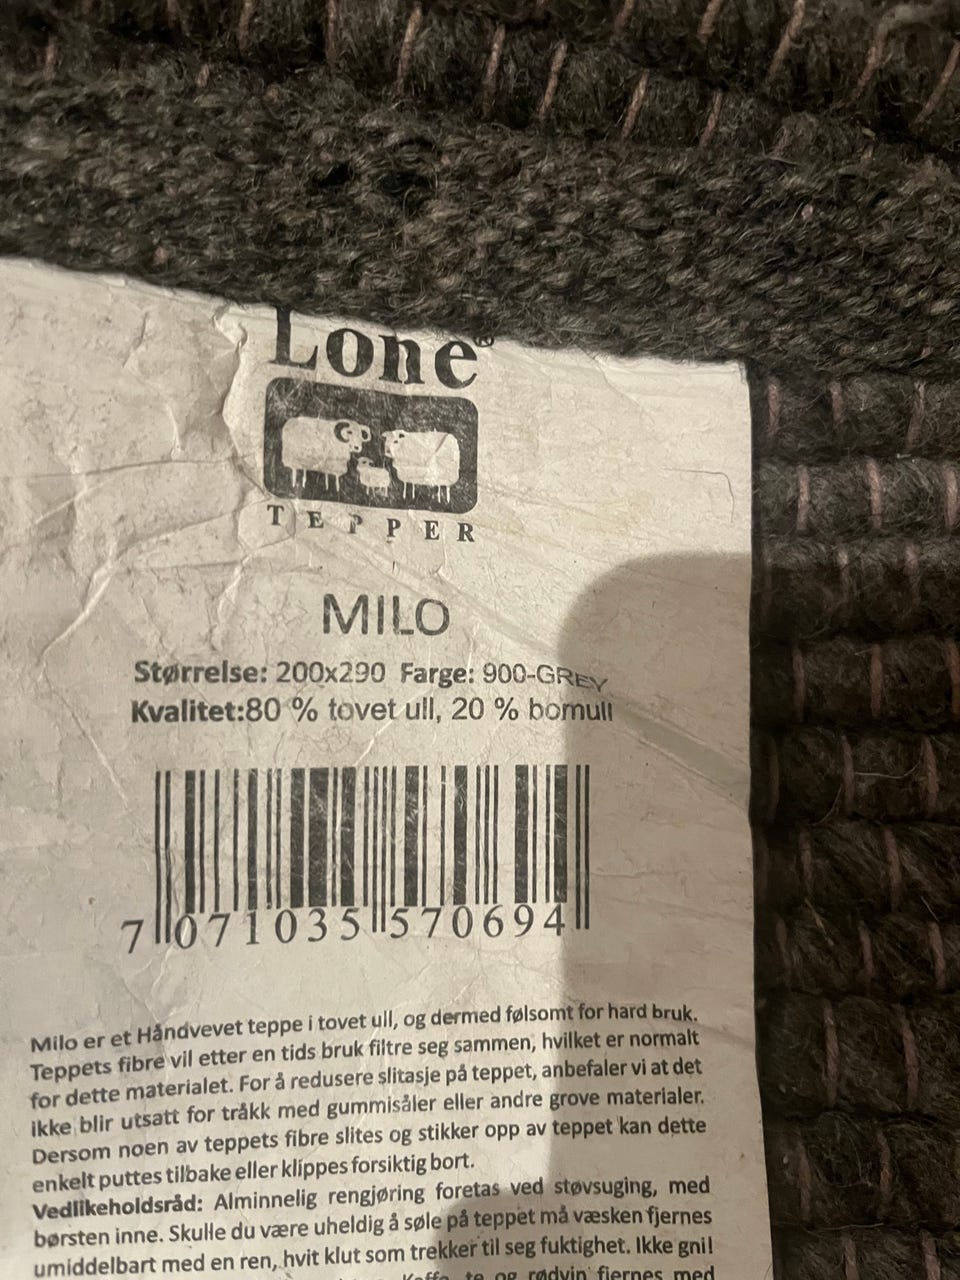 Lone®
TEPPER
MILO
Størrelse: 200x290 Farge: 900-GREY
Kvalitet:80 % tovet ull, 20 % bomull
7 071035 570694
Milo er et Håndvevet teppe i tovet ull, og dermed følsomt for hard bruk.
Teppets fibre vil etter en tids bruk filtre seg sammen, hvilket er normalt
for dette materialet. For å redusere slitasje på teppet, anbefaler vi at det
ikke blir utsatt for tråkk med gummisåler eller andre grove materialer.
Dersom noen av teppets fibre slites og stikker opp av teppet kan dette
enkelt puttes tilbake eller klippes forsiktig bort.
Vedlikeholdsråd: Alminnelig rengjøring foretas ved støvsuging, med
børsten inne. Skulle du være uheldig å søle på teppet må væsken fjernes
umiddelbart med en ren, hvit klut som trekker til seg fuktighet. Ikke gni!
Kaffe, te og rødvin fjernes med